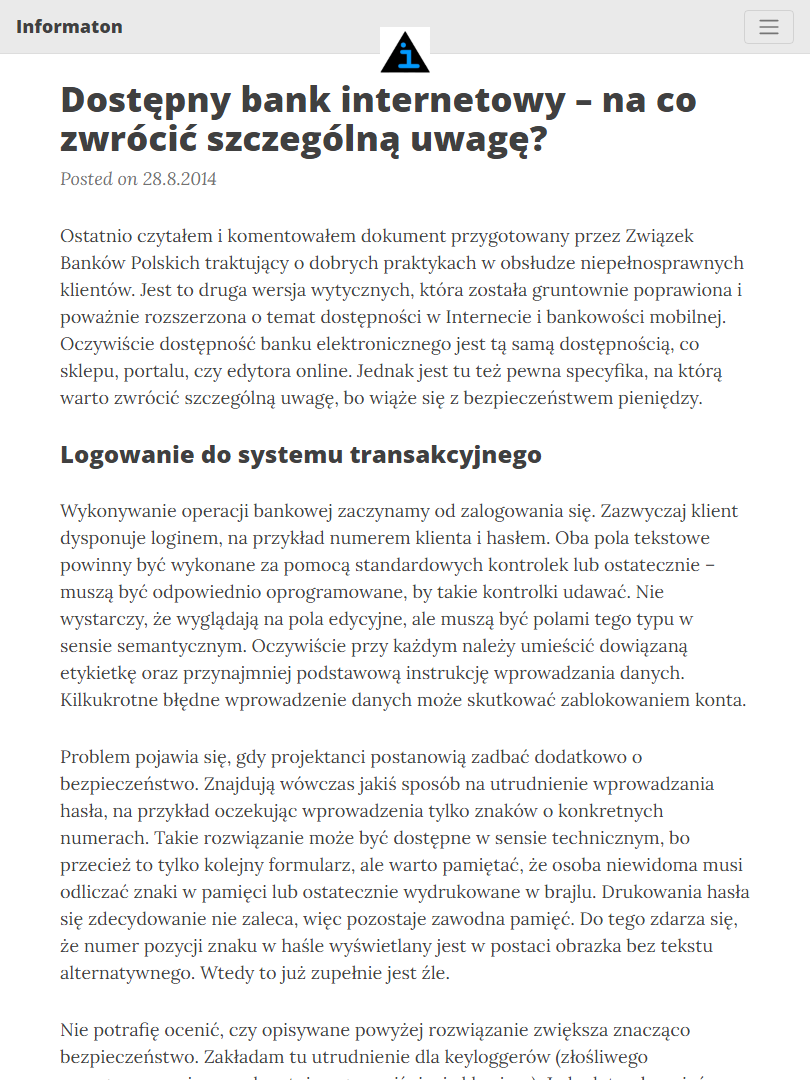 Informaton
Dostępny bank internetowy – na co
zwrócić szczególną uwagę?
Posted on 28.8.2014
Ostatnio czytałem i komentowałem dokument przygotowany przez Związek
Banków Polskich traktujący o dobrych praktykach w obsłudze niepełnosprawnych
klientów. Jest to druga wersja wytycznych, która została gruntownie poprawiona i
poważnie rozszerzona o temat dostępności w Internecie i bankowości mobilnej.
Oczywiście dostępność banku elektronicznego jest tą samą dostępnością, co
sklepu, portalu, czy edytora online. Jednak jest tu też pewna specyfika, na którą
warto zwrócić szczególną uwagę, bo wiąże się z bezpieczeństwem pieniędzy.
Logowanie do systemu transakcyjnego
Wykonywanie operacji bankowej zaczynamy od zalogowania się. Zazwyczaj klient
dysponuje loginem, na przykład numerem klienta i hasłem. Oba pola tekstowe
powinny być wykonane za pomocą standardowych kontrolek lub ostatecznie –
muszą być odpowiednio oprogramowane, by takie kontrolki udawać. Nie
wystarczy, że wyglądają na pola edycyjne, ale muszą być polami tego typu w
sensie semantycznym. Oczywiście przy każdym należy umieścić dowiązaną
etykietkę oraz przynajmniej podstawową instrukcję wprowadzania danych.
Kilkukrotne błędne wprowadzenie danych może skutkować zablokowaniem konta.
Problem pojawia się, gdy projektanci postanowią zadbać dodatkowo o
bezpieczeństwo. Znajdują wówczas jakiś sposób na utrudnienie wprowadzania
hasła, na przykład oczekując wprowadzenia tylko znaków o konkretnych
numerach. Takie rozwiązanie może być dostępne w sensie technicznym, bo
przecież to tylko kolejny formularz, ale warto pamiętać, że osoba niewidoma musi
odliczać znaki w pamięci lub ostatecznie wydrukowane w brajlu. Drukowania hasła
się zdecydowanie nie zaleca, więc pozostaje zawodna pamięć. Do tego zdarza się,
że numer pozycji znaku w haśle wyświetlany jest w postaci obrazka bez tekstu
alternatywnego. Wtedy to już zupełnie jest źle.
Nie potrafię ocenić, czy opisywane powyżej rozwiązanie zwiększa znacząco
bezpieczeństwo. Zakładam tu utrudnienie dla keyloggerów (złośliwego